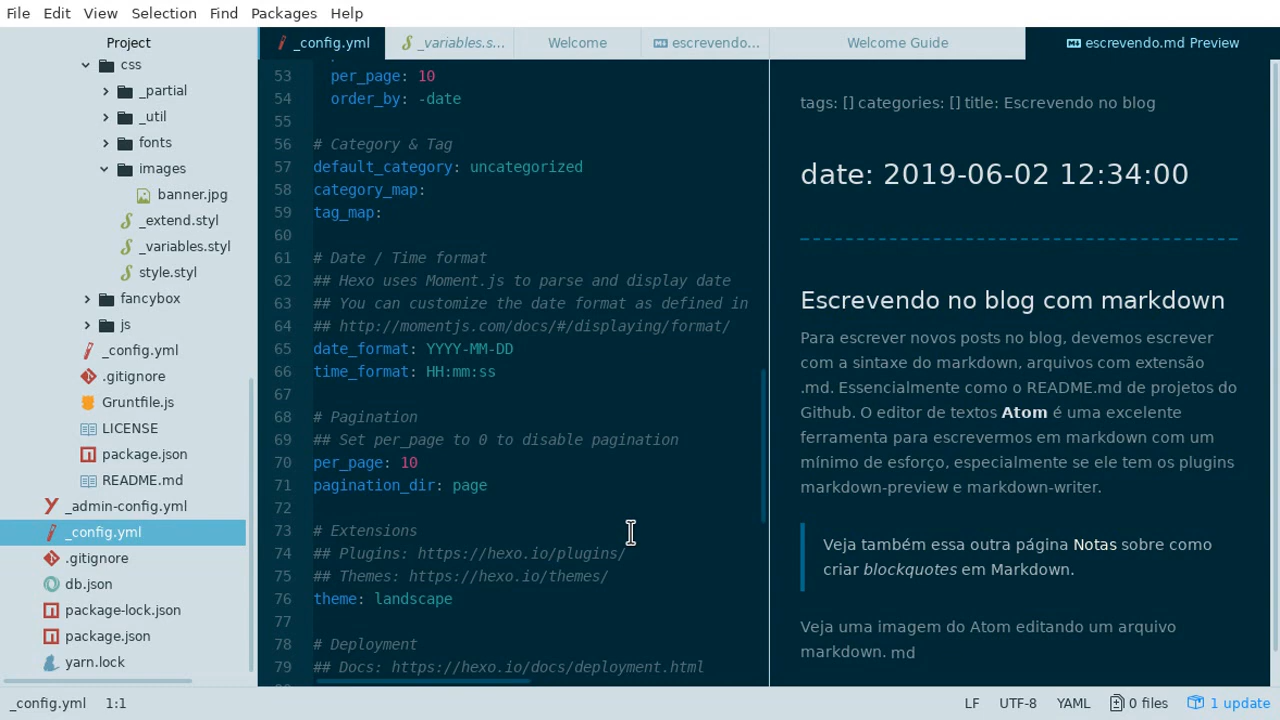 File Edit View Selection Find Packages Help
Project
css
_partial
_util
fonts
images
banner.jpg
_extend.styl
_variables.styl
style.styl
fancybox
js
_config.yml
.gitignore
Gruntfile.js
LICENSE
package.json
README.md
_admin-config.yml
_config.yml
.gitignore
db.json
package-lock.json
package.json
yarn.lock
_config.yml
_variables.s...
Welcome
escrevendo...
Welcome Guide
escrevendo.md Preview
53 per_page: 10
54 order_by: -date
55
56 # Category & Tag
57 default_category: uncategorized
58 category_map:
59 tag_map:
60
61 # Date / Time format
62 ## Hexo uses Moment.js to parse and display date
63 ## You can customize the date format as defined in
64 ## http://momentjs.com/docs/#/displaying/format/
65 date_format: YYYY-MM-DD
66 time_format: HH:mm:ss
67
68 # Pagination
69 ## Set per_page to 0 to disable pagination
70 per_page: 10
71 pagination_dir: page
72
73 # Extensions
74 ## Plugins: https://hexo.io/plugins/
75 ## Themes: https://hexo.io/themes/
76 theme: landscape
77
78 # Deployment
79 ## Docs: https://hexo.io/docs/deployment.html
tags: [] categories: [] title: Escrevendo no blog
date: 2019-06-02 12:34:00
Escrevendo no blog com markdown
Para escrever novos posts no blog, devemos escrever
com a sintaxe do markdown, arquivos com extensão
.md. Essencialmente como o README.md de projetos do
Github. O editor de textos Atom é uma excelente
ferramenta para escrevermos em markdown com um
mínimo de esforço, especialmente se ele tem os plugins
markdown-preview e markdown-writer.
Veja também essa outra página Notas sobre como
criar blockquotes em Markdown.
Veja uma imagem do Atom editando um arquivo
markdown. md
_config.yml 1:1
LF UTF-8 YAML 0 files 1 update